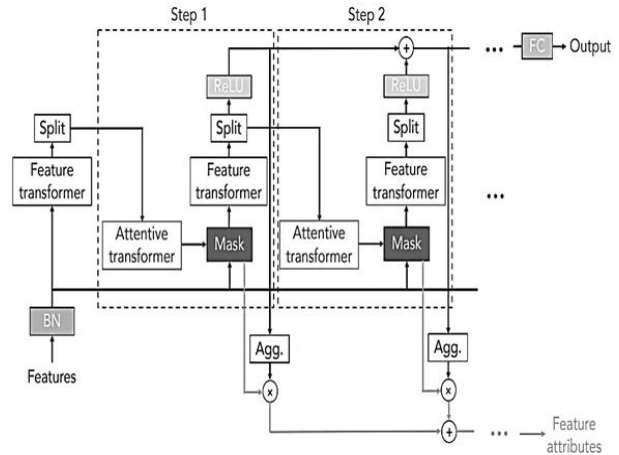 Step 1
Step 2
+
...
FC
Output
ReLU
ReLU
Split
Split
Split
Feature
transformer
Feature
transformer
Feature
transformer
...
Attentive
transformer
Mask
Attentive
transformer
Mask
BN
Features
Agg.
Agg.
×
×
+
...
Feature
attributes